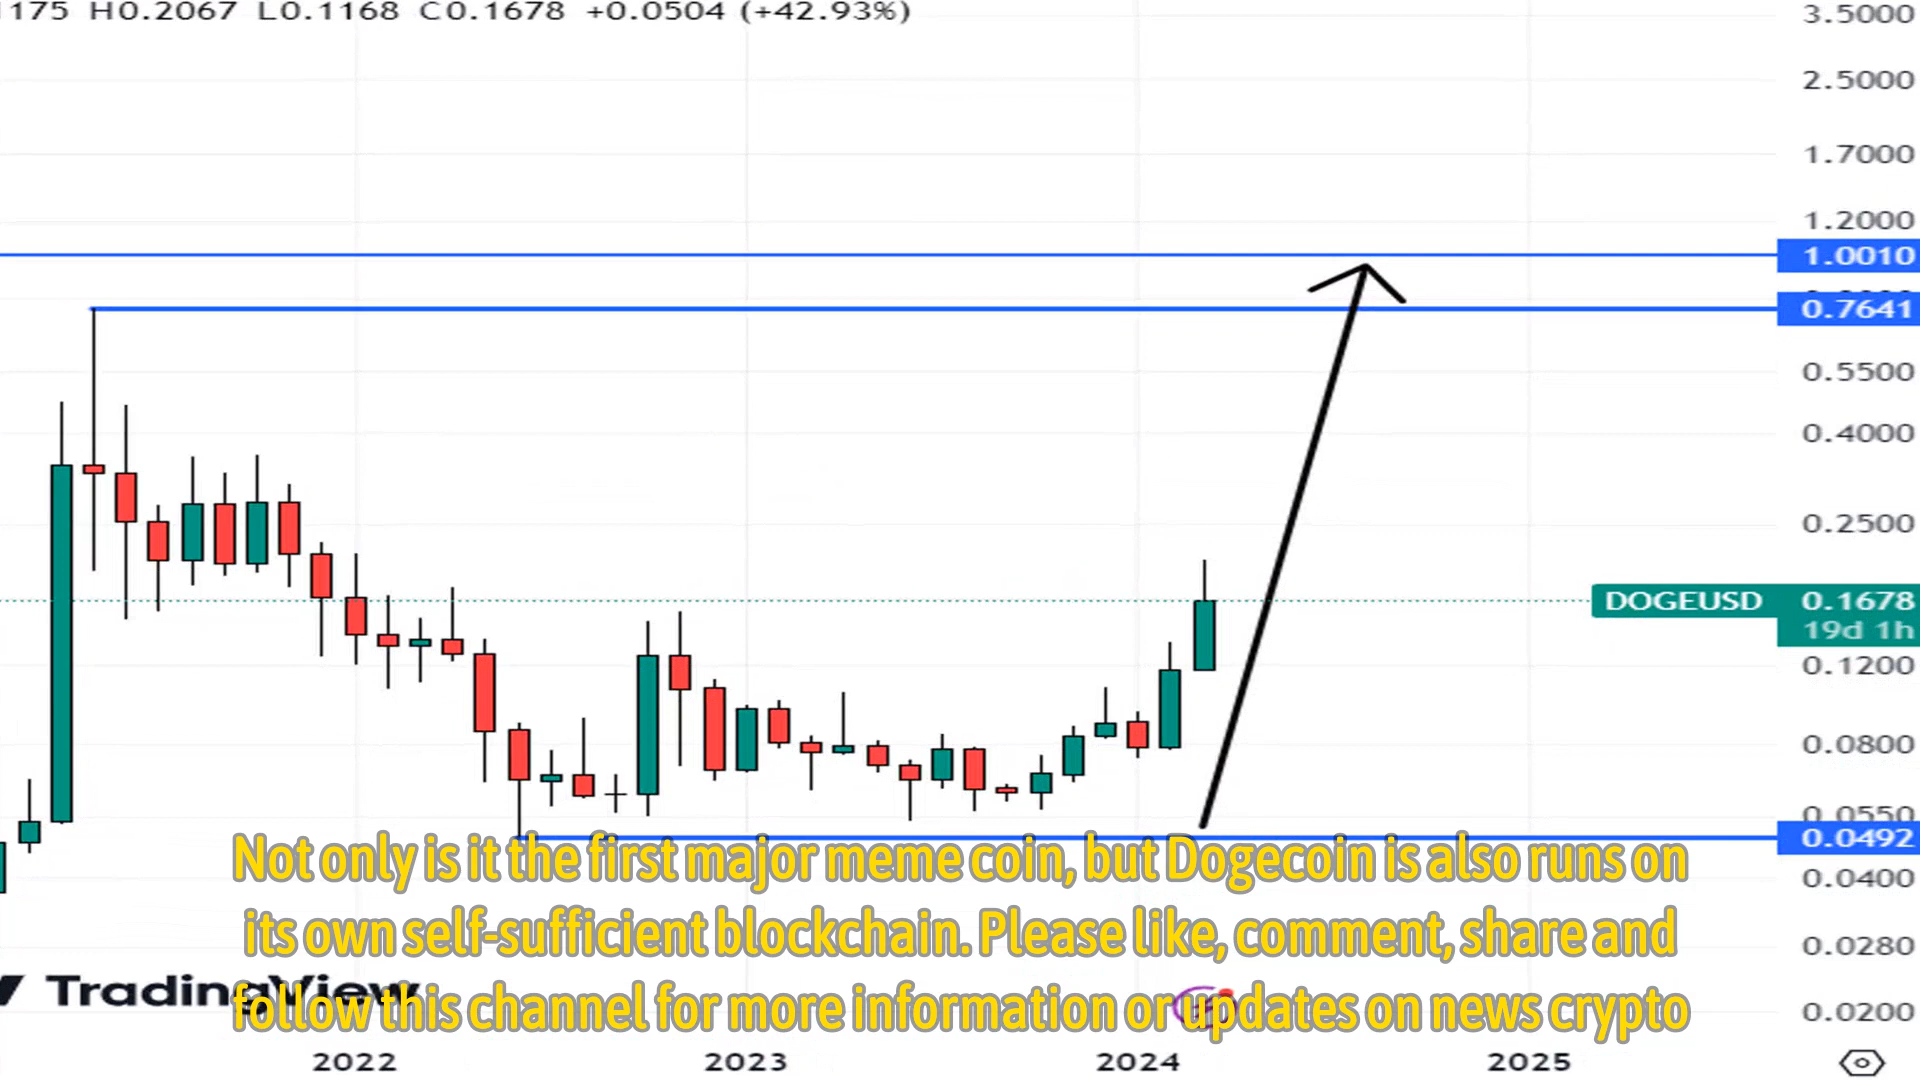 1175 H0.2067 L0.1168 C0.1678 +0.0504 (+42.93%)
3.5000
2.5000
1.7000
1.2000
1.0010
0.7641
0.5500
0.4000
0.2500
DOGEUSD 0.1678
19d 1h
0.1200
0.0800
0.0550
0.0492
0.0400
0.0280
0.0200
Not only is it the first major meme coin, but Dogecoin is also runs on
its own self-sufficient blockchain. Please like, comment, share and
follow this channel for more information or updates on news crypto
TradingView
2022 2023 2024 2025